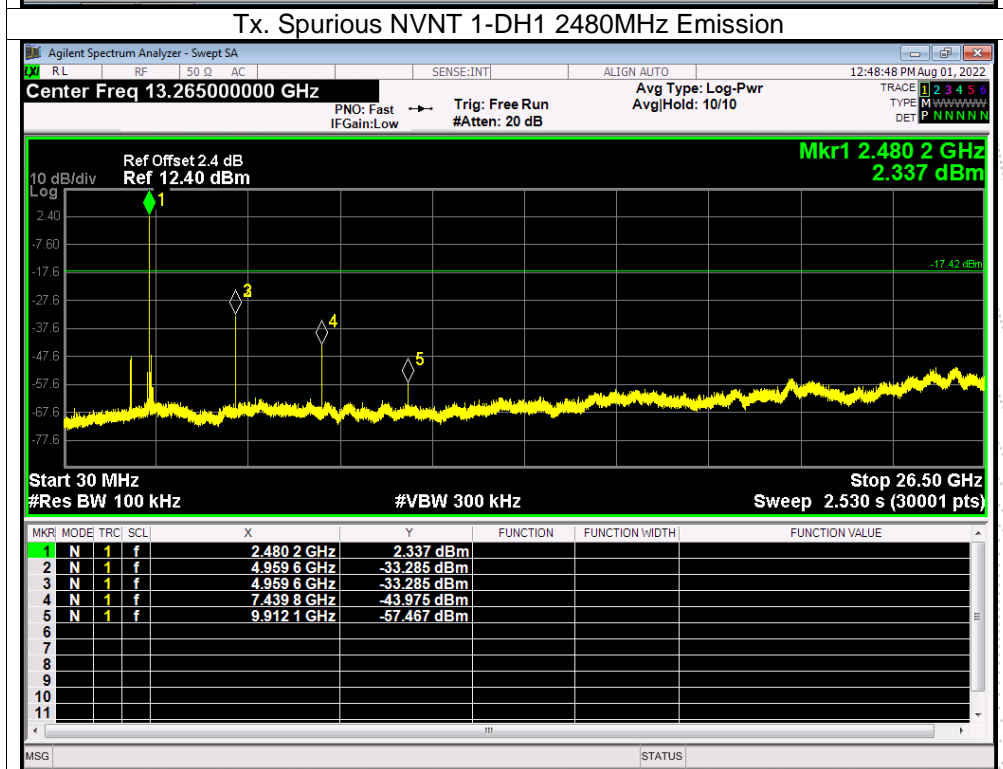 Tx. Spurious NVNT 1-DH1 2480MHz Emission
Agilent Spectrum Analyzer - Swept SA
LXI RL RF 50 Ω AC SENSE:INT ALIGN AUTO 12:48:48 PM Aug 01, 2022
Center Freq 13.265000000 GHz
PNO: Fast
IFGain:Low
Trig: Free Run
#Atten: 20 dB
Avg Type: Log-Pwr
Avg|Hold: 10/10
TRACE 1 2 3 4 5 6
TYPE M WWWWW
DET P N N N N N
Ref Offset 2.4 dB
10 dB/div Ref 12.40 dBm
Log
Mkr1 2.480 2 GHz
2.337 dBm
1
2.40
-7.60
-17.6
-17.42 dBm
-27.6
3
-37.6
4
-47.6
5
-57.6
-67.6
-77.6
Start 30 MHz Stop 26.50 GHz
#Res BW 100 kHz #VBW 300 kHz Sweep 2.530 s (30001 pts)
MKR MODE TRC SCL X Y FUNCTION FUNCTION WIDTH FUNCTION VALUE
1 N 1 f 2.480 2 GHz 2.337 dBm
2 N 1 f 4.959 6 GHz -33.285 dBm
3 N 1 f 4.959 6 GHz -33.285 dBm
4 N 1 f 7.439 8 GHz -43.975 dBm
5 N 1 f 9.912 1 GHz -57.467 dBm
6
7
8
9
10
11
MSG STATUS